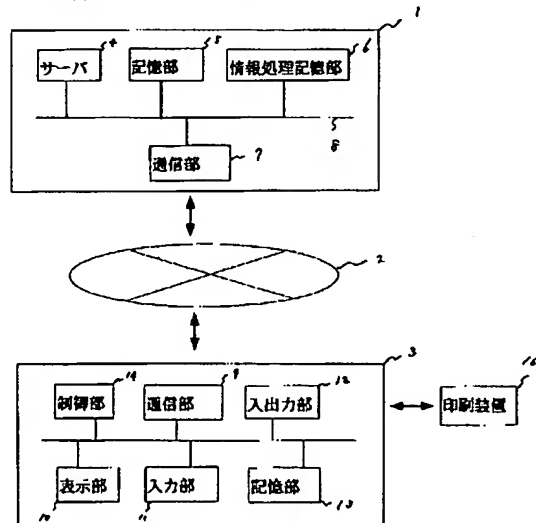 1
4 5 6
サーバ 記憶部 情報処理記憶部
8
通信部 7
2
3
14 9 12 16
制御部 通信部 入出力部 印刷装置
表示部 入力部 記憶部
10 11 13